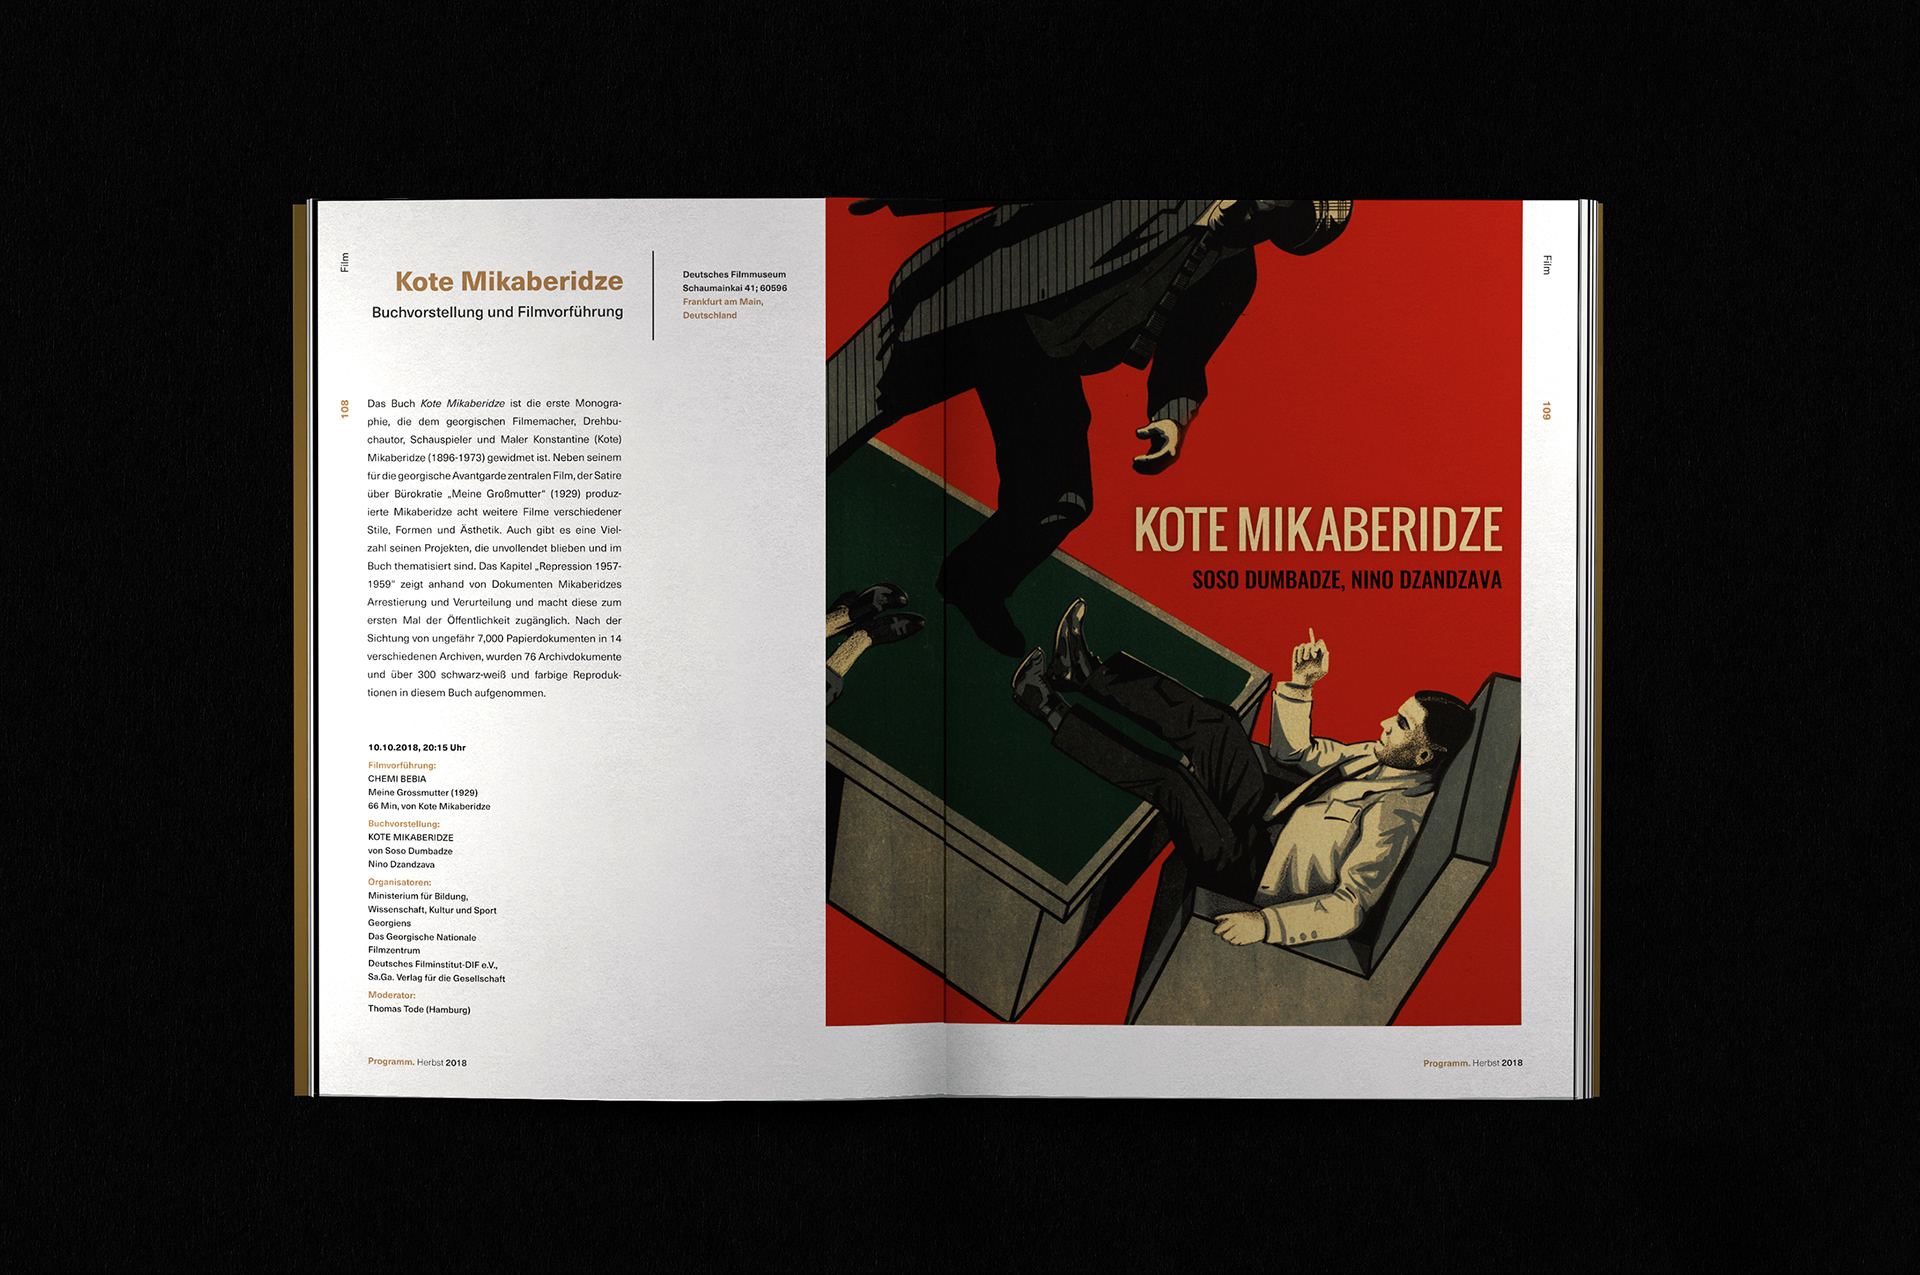 Film
Kote Mikaberidze
Buchvorstellung und Filmvorführung
Deutsches Filmmuseum
Schaumainkai 41; 60596
Frankfurt am Main,
Deutschland
108
Das Buch Kote Mikaberidze ist die erste Monogra-
phie, die dem georgischen Filmemacher, Drehbu-
chautor, Schauspieler und Maler Konstantine (Kote)
Mikaberidze (1896-1973) gewidmet ist. Neben seinem
für die georgische Avantgarde zentralen Film, der Satire
über Bürokratie „Meine Großmutter“ (1929) produz-
ierte Mikaberidze acht weitere Filme verschiedener
Stile, Formen und Ästhetik. Auch gibt es eine Viel-
zahl seinen Projekten, die unvollendet blieben und im
Buch thematisiert sind. Das Kapitel „Repression 1957-
1959“ zeigt anhand von Dokumenten Mikaberidzes
Arrestierung und Verurteilung und macht diese zum
ersten Mal der Öffentlichkeit zugänglich. Nach der
Sichtung von ungefähr 7,000 Papierdokumenten in 14
verschiedenen Archiven, wurden 76 Archivdokumente
und über 300 schwarz-weiß und farbige Reproduk-
tionen in diesem Buch aufgenommen.
10.10.2018, 20:15 Uhr
Filmvorführung:
CHEMI BEBIA
Meine Grossmutter (1929)
66 Min, von Kote Mikaberidze
Buchvorstellung:
KOTE MIKABERIDZE
von Soso Dumbadze
Nino Dzandzava
Organisatoren:
Ministerium für Bildung,
Wissenschaft, Kultur und Sport
Georgiens
Das Georgische Nationale
Filmzentrum
Deutsches Filminstitut-DIF e.V.,
Sa.Ga. Verlag für die Gesellschaft
Moderator:
Thomas Tode (Hamburg)
Programm. Herbst 2018
KOTE MIKABERIDZE
SOSO DUMBADZE, NINO DZANDZAVA
Film
109
Programm. Herbst 2018